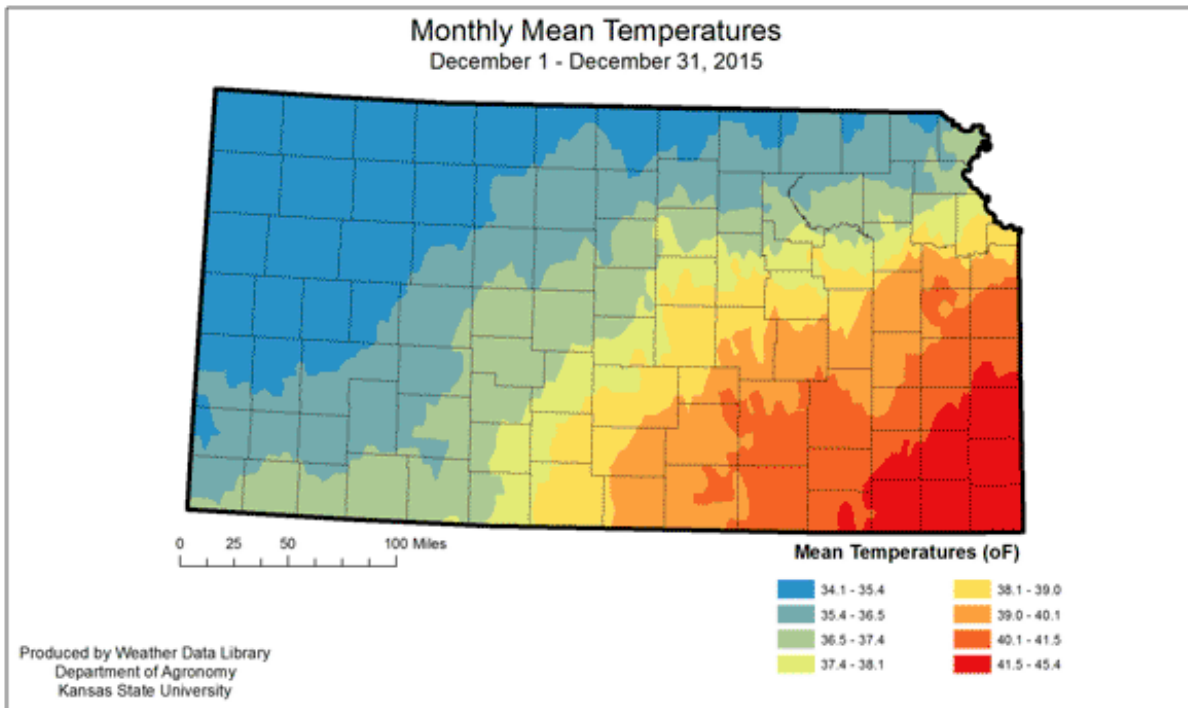 Monthly Mean Temperatures
December 1 - December 31, 2015
0 25 50 100 Miles
Mean Temperatures (oF)
34.1 - 35.4
35.4 - 36.5
36.5 - 37.4
37.4 - 38.1
38.1 - 39.0
39.0 - 40.1
40.1 - 41.5
41.5 - 45.4
Produced by Weather Data Library
Department of Agronomy
Kansas State University